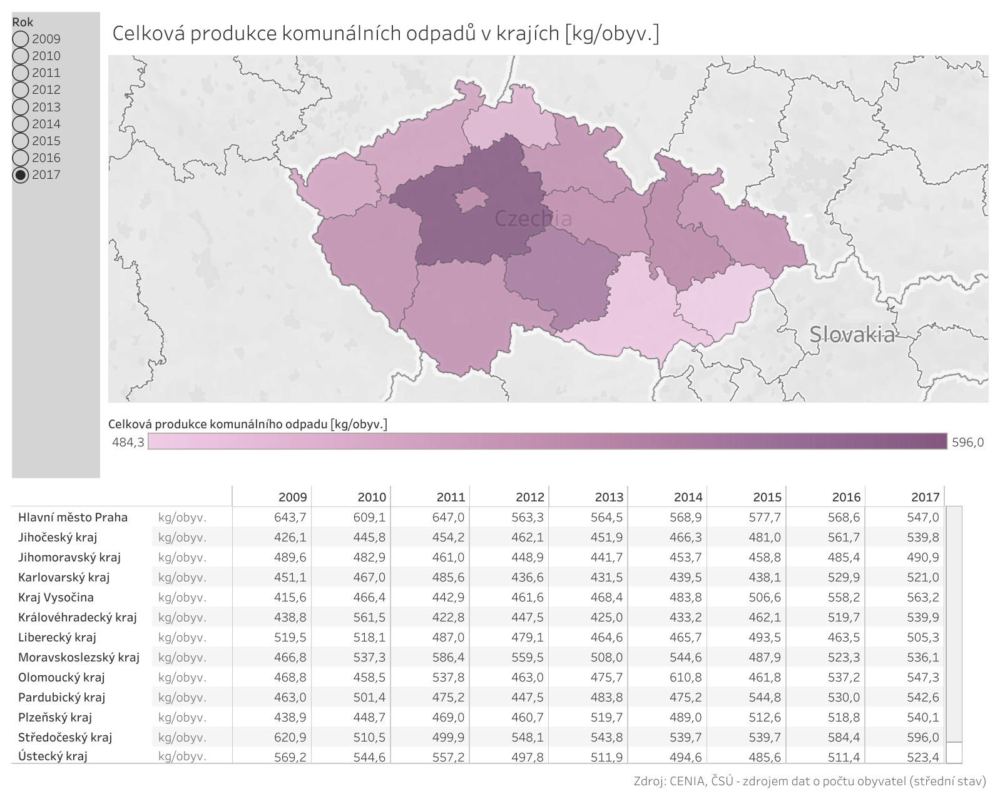 Rok
2009
2010
2011
2012
2013
2014
2015
2016
2017
Celková produkce komunálních odpadů v krajích [kg/obyv.]
Czechia
Slovakia
Celková produkce komunálního odpadu [kg/obyv.]
484,3 596,0
2009 2010 2011 2012 2013 2014 2015 2016 2017
Hlavní město Praha kg/obyv. 643,7 609,1 647,0 563,3 564,5 568,9 577,7 568,6 547,0
Jihočeský kraj kg/obyv. 426,1 445,8 454,2 462,1 451,9 466,3 481,0 561,7 539,8
Jihomoravský kraj kg/obyv. 489,6 482,9 461,0 448,9 441,7 453,7 458,8 485,4 490,9
Karlovarský kraj kg/obyv. 451,1 467,0 485,6 436,6 431,5 439,5 438,1 529,9 521,0
Kraj Vysočina kg/obyv. 415,6 466,4 442,9 461,6 468,4 483,8 506,6 558,2 563,2
Královéhradecký kraj kg/obyv. 438,8 561,5 422,8 447,5 425,0 433,2 462,1 519,7 539,9
Liberecký kraj kg/obyv. 519,5 518,1 487,0 479,1 464,6 465,7 493,5 463,5 505,3
Moravskoslezský kraj kg/obyv. 466,8 537,3 586,4 559,5 508,0 544,6 487,9 523,3 536,1
Olomoucký kraj kg/obyv. 468,8 458,5 537,8 463,0 475,7 610,8 461,8 537,2 547,3
Pardubický kraj kg/obyv. 463,0 501,4 475,2 447,5 483,8 475,2 544,8 530,0 542,6
Plzeňský kraj kg/obyv. 438,9 448,7 469,0 460,7 519,7 489,0 512,6 518,8 540,1
Středočeský kraj kg/obyv. 620,9 510,5 499,9 548,1 543,8 539,7 539,7 584,4 596,0
Ústecký kraj kg/obyv. 569,2 544,6 557,2 497,8 511,9 494,6 485,6 511,4 523,4
Zdroj: CENIA, ČSÚ - zdrojem dat o počtu obyvatel (střední stav)